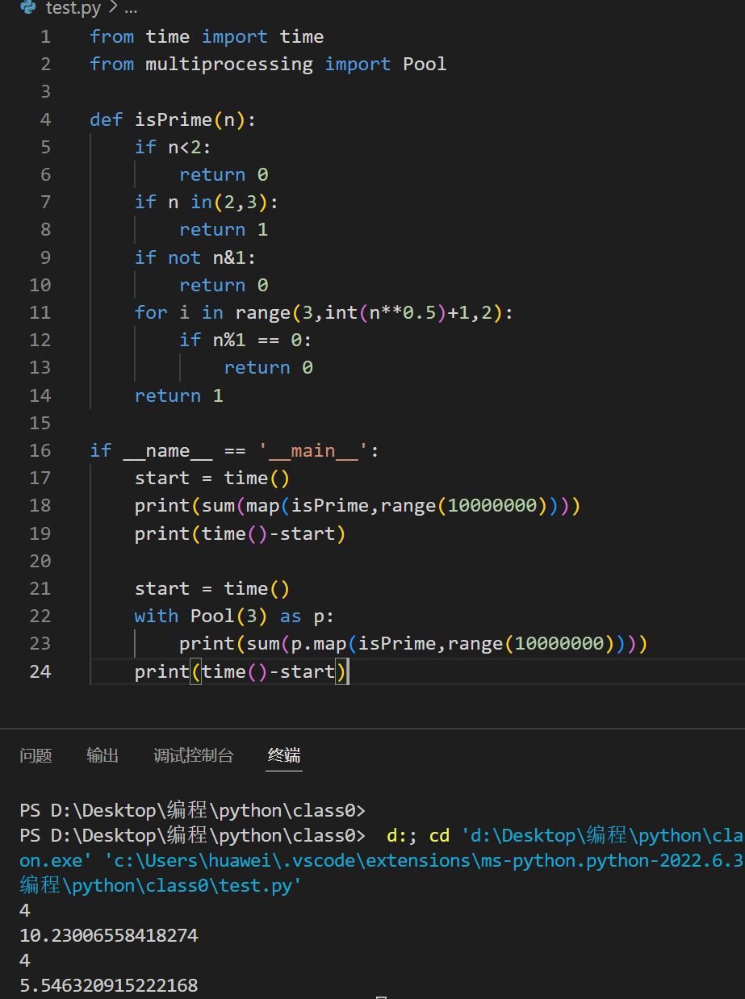 test.py > ...
1 from time import time
2 from multiprocessing import Pool
3
4 def isPrime(n):
5     if n<2:
6         return 0
7     if n in(2,3):
8         return 1
9     if not n&1:
10         return 0
11     for i in range(3,int(n**0.5)+1,2):
12         if n%1 == 0:
13             return 0
14     return 1
15
16 if __name__ == '__main__':
17     start = time()
18     print(sum(map(isPrime,range(10000000))))
19     print(time()-start)
20
21     start = time()
22     with Pool(3) as p:
23         print(sum(p.map(isPrime,range(10000000))))
24     print(time()-start)
问题 输出 调试控制台 终端
PS D:\Desktop\编程\python\class0>
PS D:\Desktop\编程\python\class0>  d:; cd 'd:\Desktop\编程\python\cla
on.exe' 'c:\Users\huawei\.vscode\extensions\ms-python.python-2022.6.3
编程\python\class0\test.py'
4
10.23006558418274
4
5.546320915222168